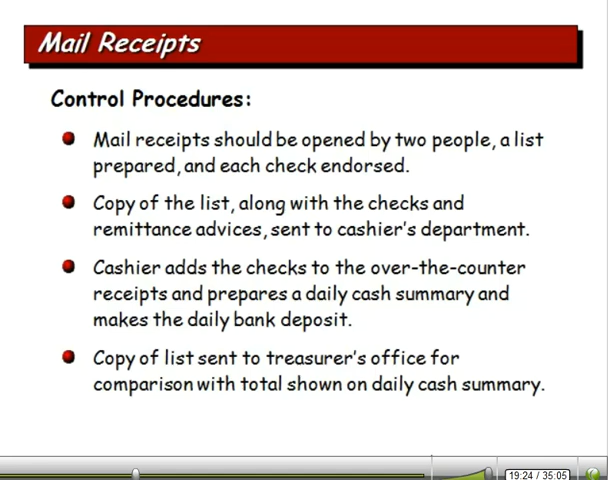 Mail Receipts
Control Procedures:
Mail receipts should be opened by two people, a list
prepared, and each check endorsed.
Copy of the list, along with the checks and
remittance advices, sent to cashier's department.
Cashier adds the checks to the over-the-counter
receipts and prepares a daily cash summary and
makes the daily bank deposit.
Copy of list sent to treasurer's office for
comparison with total shown on daily cash summary.
19:24 / 35:05